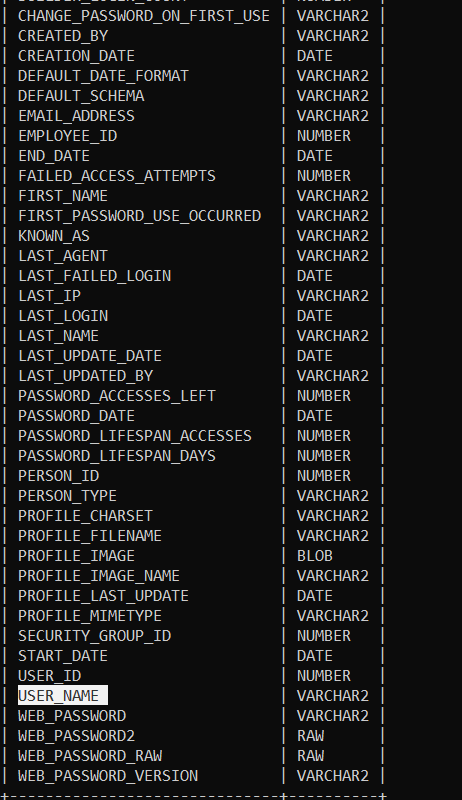 | CHANGE_PASSWORD_ON_FIRST_USE | VARCHAR2 |
| CREATED_BY | VARCHAR2 |
| CREATION_DATE | DATE |
| DEFAULT_DATE_FORMAT | VARCHAR2 |
| DEFAULT_SCHEMA | VARCHAR2 |
| EMAIL_ADDRESS | VARCHAR2 |
| EMPLOYEE_ID | NUMBER |
| END_DATE | DATE |
| FAILED_ACCESS_ATTEMPTS | NUMBER |
| FIRST_NAME | VARCHAR2 |
| FIRST_PASSWORD_USE_OCCURRED | VARCHAR2 |
| KNOWN_AS | VARCHAR2 |
| LAST_AGENT | VARCHAR2 |
| LAST_FAILED_LOGIN | DATE |
| LAST_IP | VARCHAR2 |
| LAST_LOGIN | DATE |
| LAST_NAME | VARCHAR2 |
| LAST_UPDATE_DATE | DATE |
| LAST_UPDATED_BY | VARCHAR2 |
| PASSWORD_ACCESSES_LEFT | NUMBER |
| PASSWORD_DATE | DATE |
| PASSWORD_LIFESPAN_ACCESSES | NUMBER |
| PASSWORD_LIFESPAN_DAYS | NUMBER |
| PERSON_ID | NUMBER |
| PERSON_TYPE | VARCHAR2 |
| PROFILE_CHARSET | VARCHAR2 |
| PROFILE_FILENAME | VARCHAR2 |
| PROFILE_IMAGE | BLOB |
| PROFILE_IMAGE_NAME | VARCHAR2 |
| PROFILE_LAST_UPDATE | DATE |
| PROFILE_MIMETYPE | VARCHAR2 |
| SECURITY_GROUP_ID | NUMBER |
| START_DATE | DATE |
| USER_ID | NUMBER |
| USER_NAME | VARCHAR2 |
| WEB_PASSWORD | VARCHAR2 |
| WEB_PASSWORD2 | RAW |
| WEB_PASSWORD_RAW | RAW |
| WEB_PASSWORD_VERSION | VARCHAR2 |